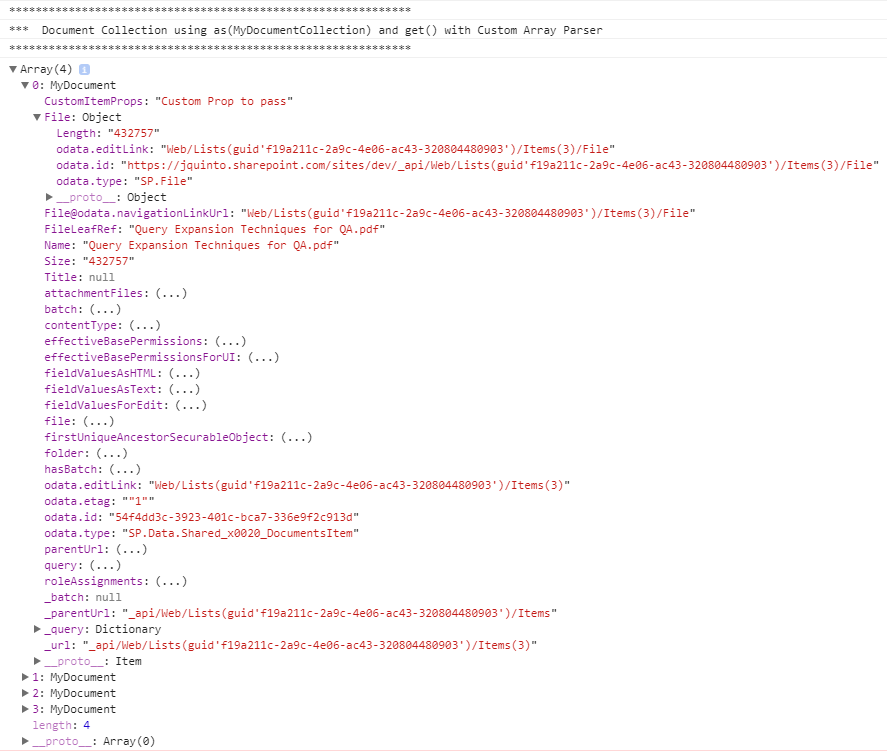 ************************************************************
*** Document Collection using as(MyDocumentCollection) and get() with Custom Array Parser
************************************************************
▼Array(4) i
▼0: MyDocument
CustomItemProps: "Custom Prop to pass"
▼File: Object
Length: "432757"
odata.editLink: "Web/Lists(guid'f19a211c-2a9c-4e06-ac43-320804480903')/Items(3)/File"
odata.id: "https://jquinto.sharepoint.com/sites/dev/_api/Web/Lists(guid'f19a211c-2a9c-4e06-ac43-320804480903')/Items(3)/File"
odata.type: "SP.File"
▶__proto__: Object
File@odata.navigationLinkUrl: "Web/Lists(guid'f19a211c-2a9c-4e06-ac43-320804480903')/Items(3)/File"
FileLeafRef: "Query Expansion Techniques for QA.pdf"
Name: "Query Expansion Techniques for QA.pdf"
Size: "432757"
Title: null
attachmentFiles: (...)
batch: (...)
contentType: (...)
effectiveBasePermissions: (...)
effectiveBasePermissionsForUI: (...)
fieldValuesAsHTML: (...)
fieldValuesAsText: (...)
fieldValuesForEdit: (...)
file: (...)
firstUniqueAncestorSecurableObject: (...)
folder: (...)
hasBatch: (...)
odata.editLink: "Web/Lists(guid'f19a211c-2a9c-4e06-ac43-320804480903')/Items(3)"
odata.etag: ""1""
odata.id: "54f4dd3c-3923-401c-bca7-336e9f2c913d"
odata.type: "SP.Data.Shared_x0020_DocumentsItem"
parentUrl: (...)
query: (...)
roleAssignments: (...)
_batch: null
_parentUrl: "_api/Web/Lists(guid'f19a211c-2a9c-4e06-ac43-320804480903')/Items"
▶_query: Dictionary
_url: "_api/Web/Lists(guid'f19a211c-2a9c-4e06-ac43-320804480903')/Items(3)"
▶__proto__: Item
▶1: MyDocument
▶2: MyDocument
▶3: MyDocument
length: 4
▶__proto__: Array(0)